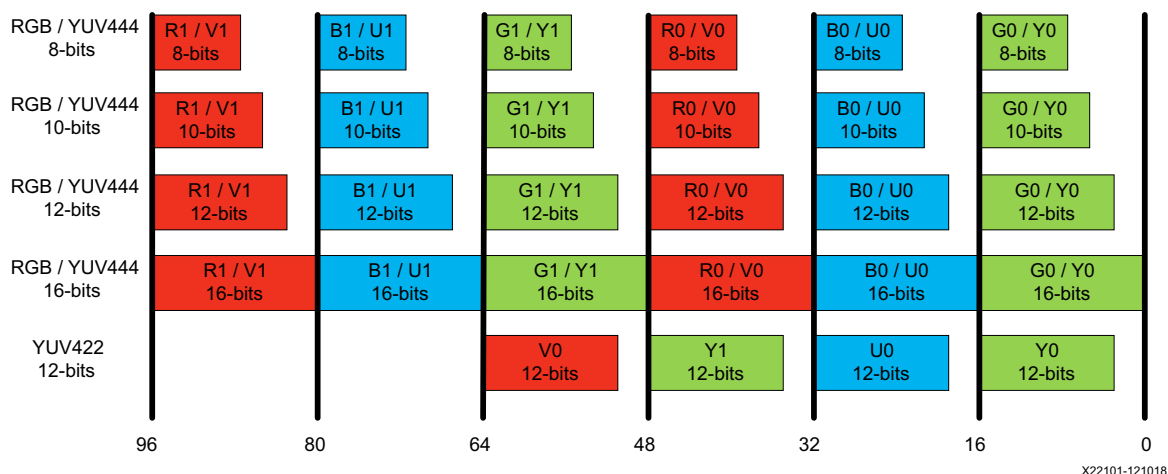 RGB / YUV444
8-bits
R1 / V1
8-bits
B1 / U1
8-bits
G1 / Y1
8-bits
R0 / V0
8-bits
B0 / U0
8-bits
G0 / Y0
8-bits
RGB / YUV444
10-bits
R1 / V1
10-bits
B1 / U1
10-bits
G1 / Y1
10-bits
R0 / V0
10-bits
B0 / U0
10-bits
G0 / Y0
10-bits
RGB / YUV444
12-bits
R1 / V1
12-bits
B1 / U1
12-bits
G1 / Y1
12-bits
R0 / V0
12-bits
B0 / U0
12-bits
G0 / Y0
12-bits
RGB / YUV444
16-bits
R1 / V1
16-bits
B1 / U1
16-bits
G1 / Y1
16-bits
R0 / V0
16-bits
B0 / U0
16-bits
G0 / Y0
16-bits
YUV422
12-bits
V0
12-bits
Y1
12-bits
U0
12-bits
Y0
12-bits
96 80 64 48 32 16 0
X22101-121018